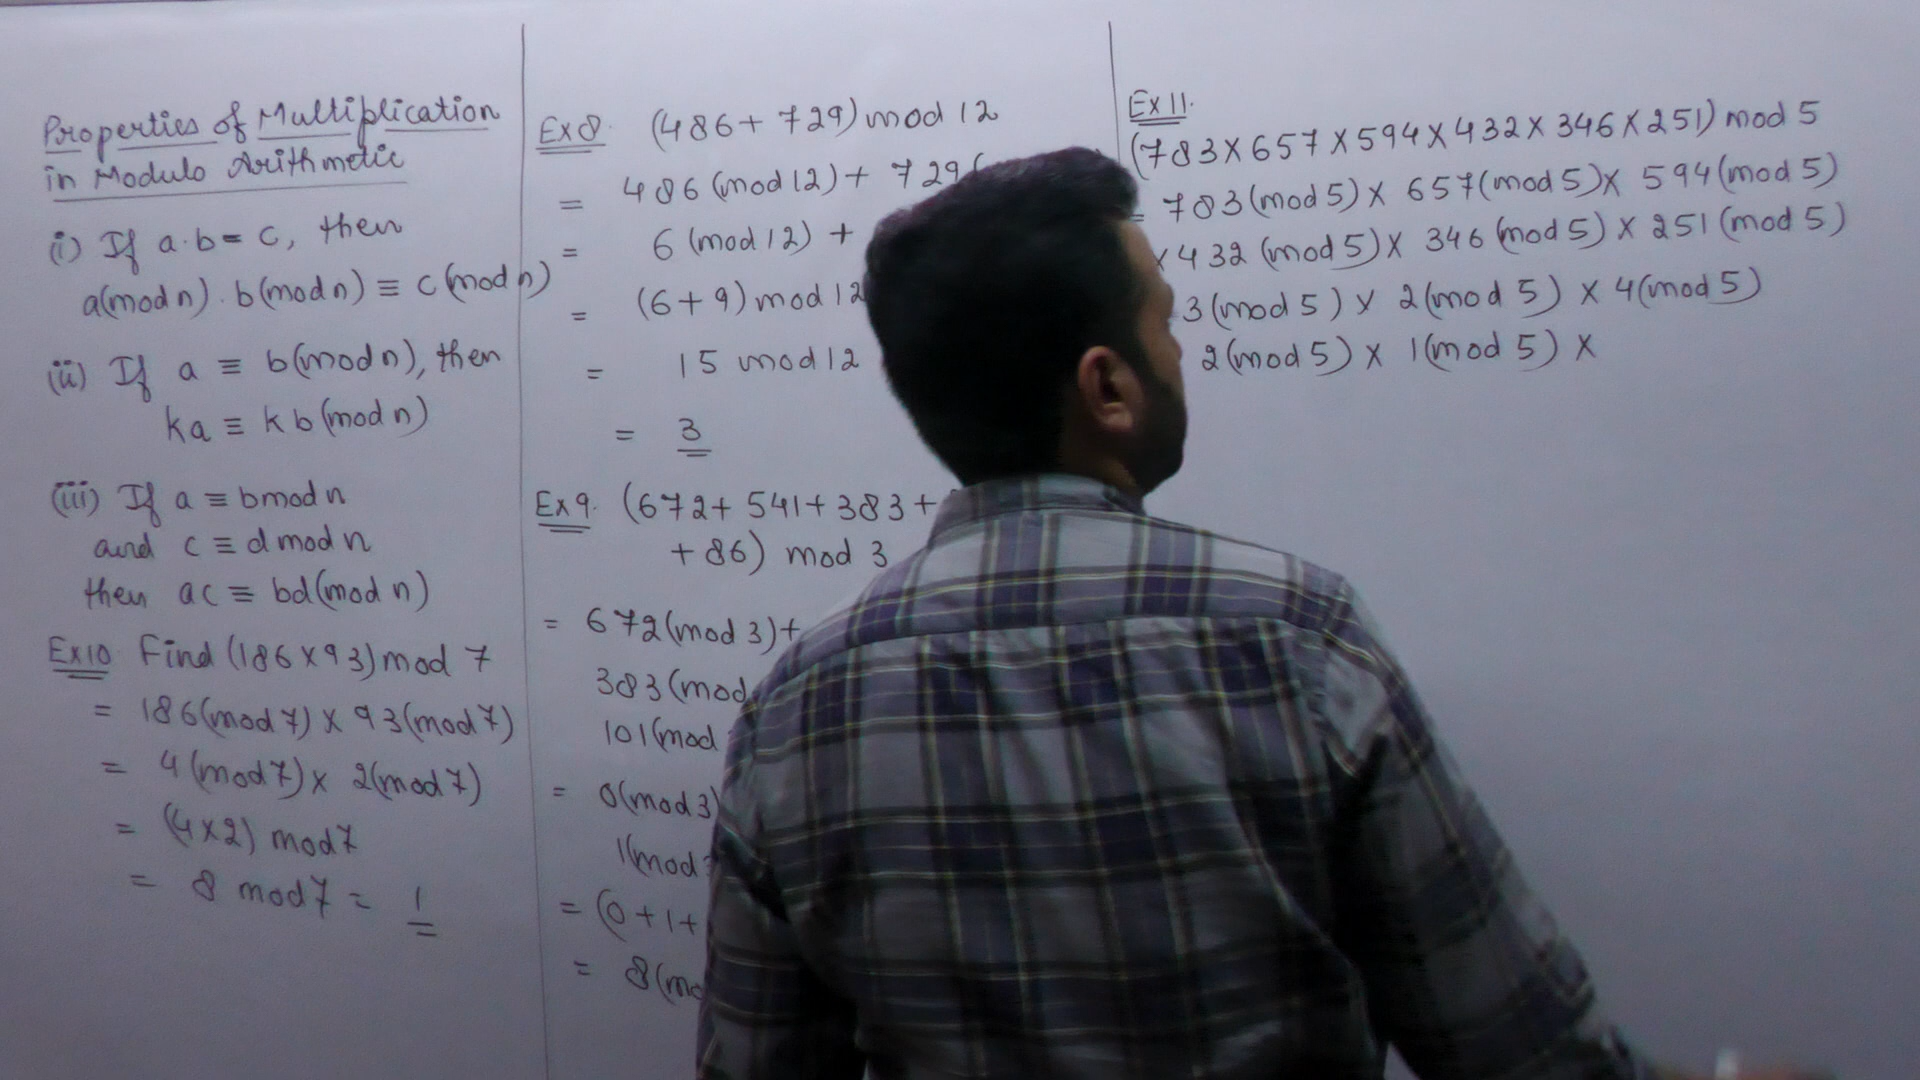 Properties of Multiplication
in Modulo Arithmetic
(i) If a·b = c, then
a(mod n) · b(mod n) ≡ c(mod n)
(ii) If a ≡ b(mod n), then
ka ≡ kb(mod n)
(iii) If a ≡ bmod n
and c ≡ d mod n
then ac ≡ bd(mod n)
Ex10 Find (186×93) mod 7
= 186(mod 7) × 93(mod 7)
= 4(mod 7) × 2(mod 7)
= (4×2) mod 7
= 8 mod 7 = 1
Ex8. (486+729) mod 12
= 486(mod 12) + 729(
= 6(mod 12) +
= (6+9) mod 12
= 15 mod 12
= 3
Ex9. (672+541+383+
+86) mod 3
= 672(mod 3)+
383(mod
101(mod
= 0(mod 3)
1(mod
= (0+1+
= 8(mo
Ex11.
(783×657×594×432×346×251) mod 5
= 783(mod 5) × 657(mod 5) × 594(mod 5)
×432(mod 5) × 346(mod 5) × 251(mod 5)
3(mod 5) × 2(mod 5) × 4(mod 5)
2(mod 5) × 1(mod 5) ×